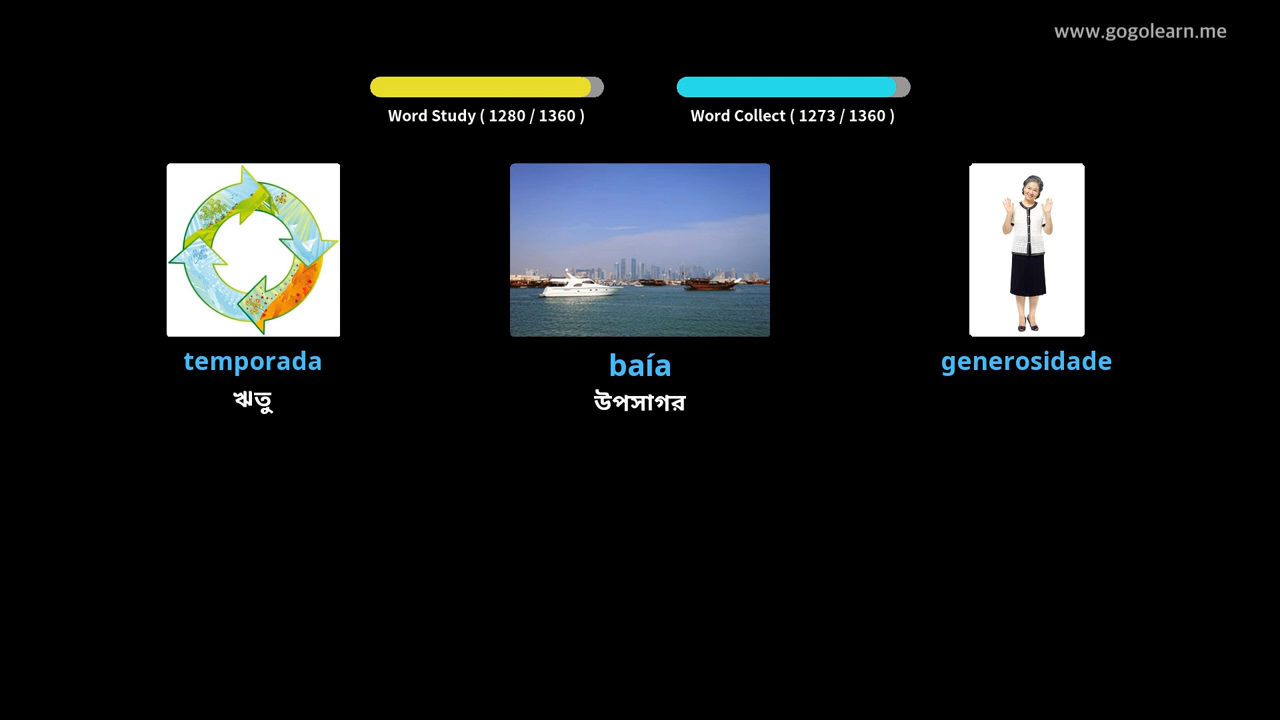 www.gogolearn.me
Word Study ( 1280 / 1360 )
Word Collect ( 1273 / 1360 )
temporada
baía
generosidade
ঋতু
উপসাগর